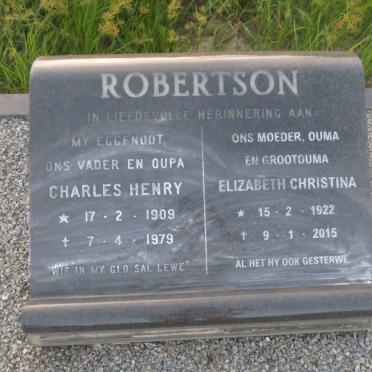 ROBERTSON
IN LIEFDEVOLLE HERINNERING AAN
MY EGGENOOT,
ONS VADER EN OUPA
CHARLES HENRY
★ 17 · 2 · 1909
† 7 · 4 · 1979
"WIE IN MY GLO SAL LEWE"
ONS MOEDER, OUMA
EN GROOTOUMA
ELIZABETH CHRISTINA
★ 15 · 2 · 1922
† 9 · 1 · 2015
AL HET HY OOK GESTERWE